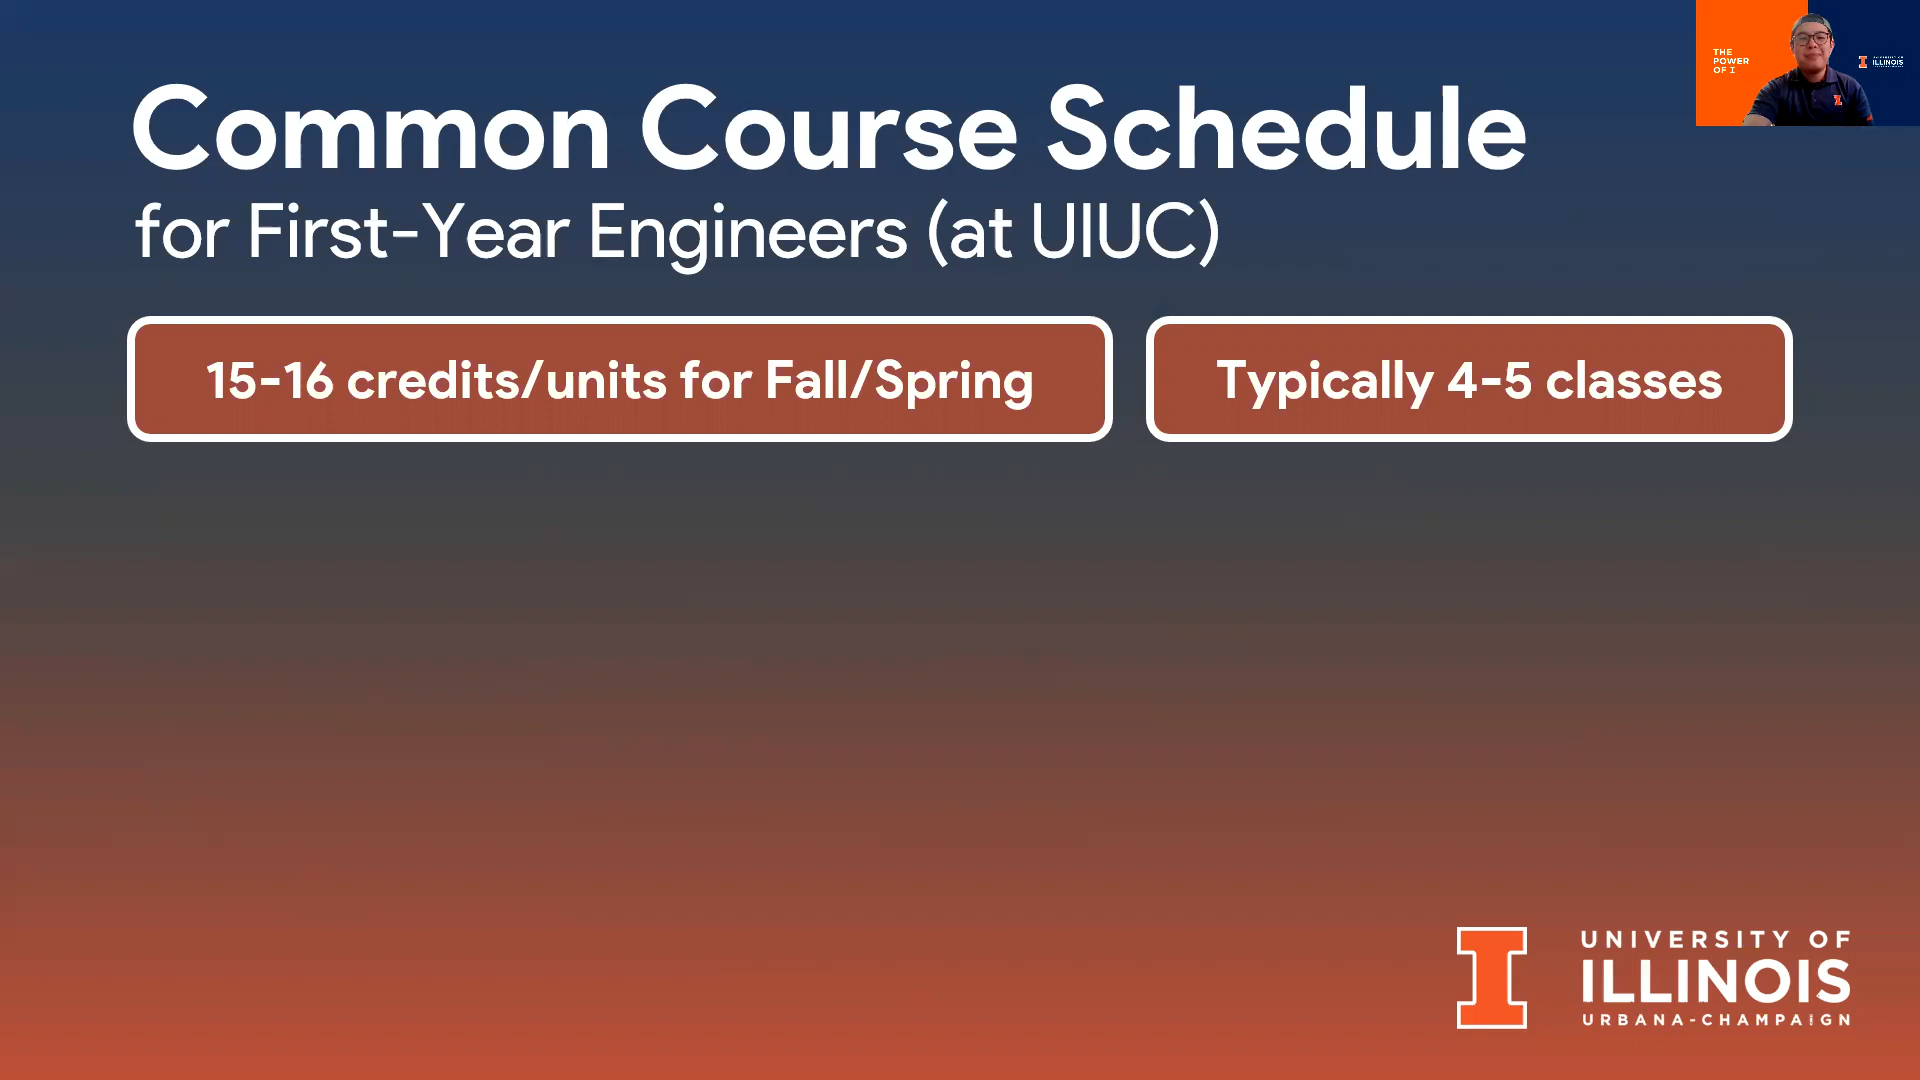 Common Course Schedule
for First-Year Engineers (at UIUC)
15-16 credits/units for Fall/Spring
Typically 4-5 classes
THE
POWER
OF I
ILLINOIS
UNIVERSITY OF
ILLINOIS
URBANA-CHAMPAIGN